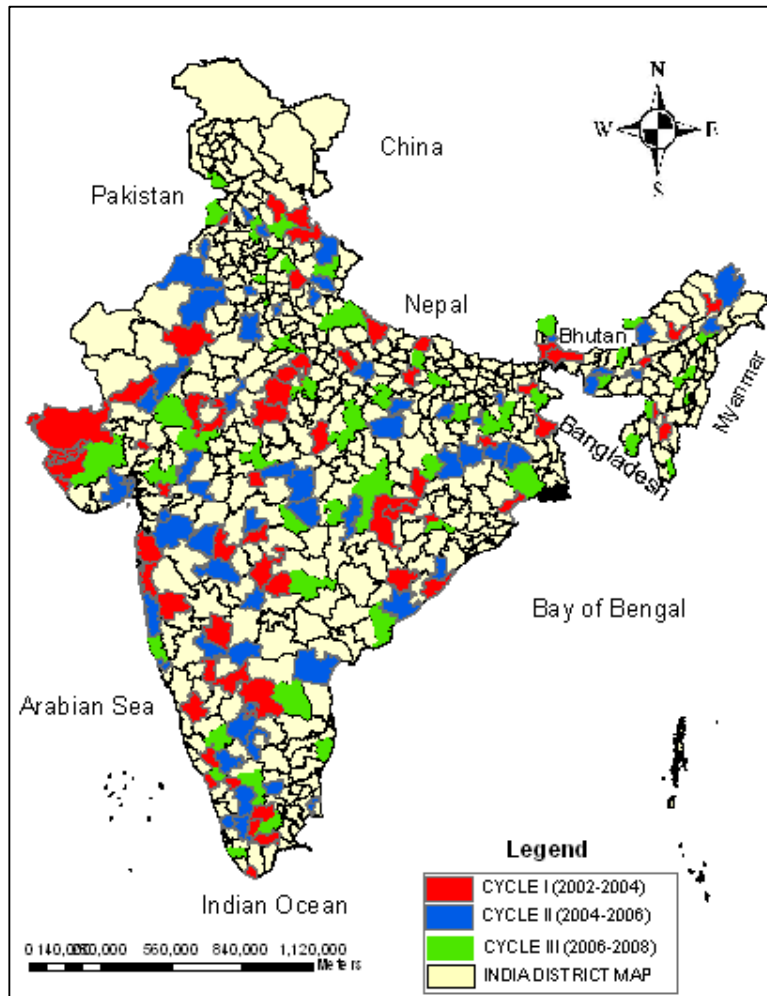 N
China
W E
S
Pakistan
Nepal
Bhutan
Myanmar
Bangladesh
Bay of Bengal
Arabian Sea
Legend
CYCLE I (2002-2004)
Indian Ocean
CYCLE II (2004-2006)
CYCLE III (2006-2008)
560,000 840,000 1,120,000
Meters
INDIA DISTRICT MAP